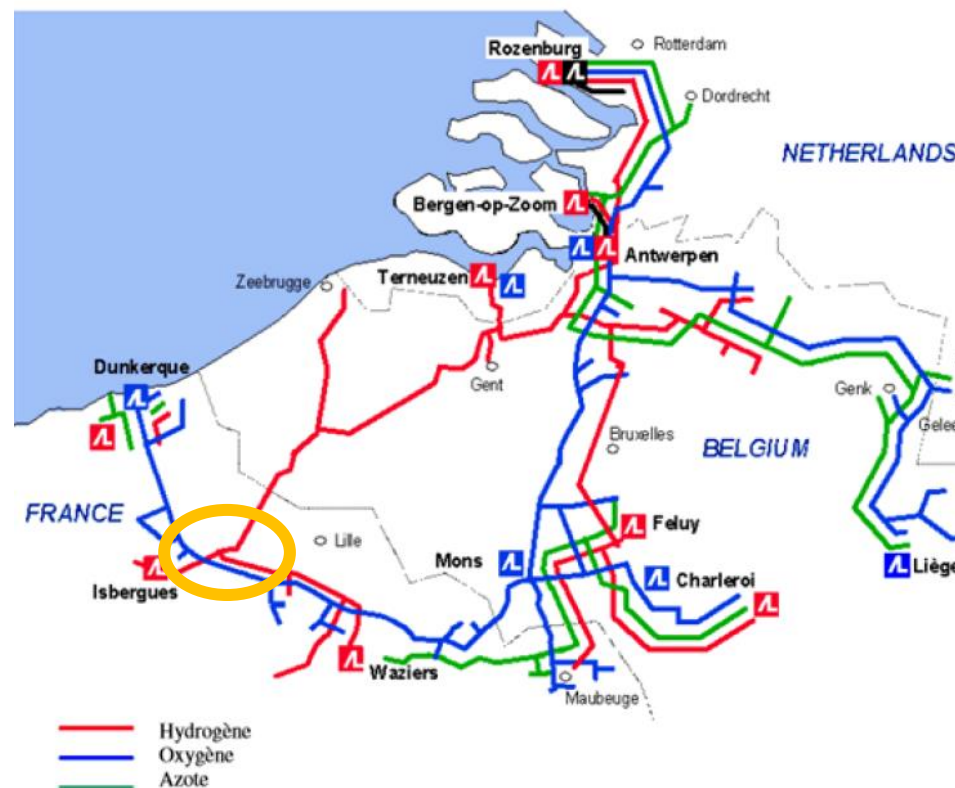 Rozenburg
Rotterdam
Dordrecht
NETHERLANDS
Bergen-op-Zoom
Antwerpen
Terneuzen
Zeebrugge
Dunkerque
Gent
Genk
Gelee
Bruxelles
BELGIUM
FRANCE
Lille
Mons
Feluy
Isbergues
Charleroi
Liège
Waziers
Maubeuge
Hydrogène
Oxygène
Azote